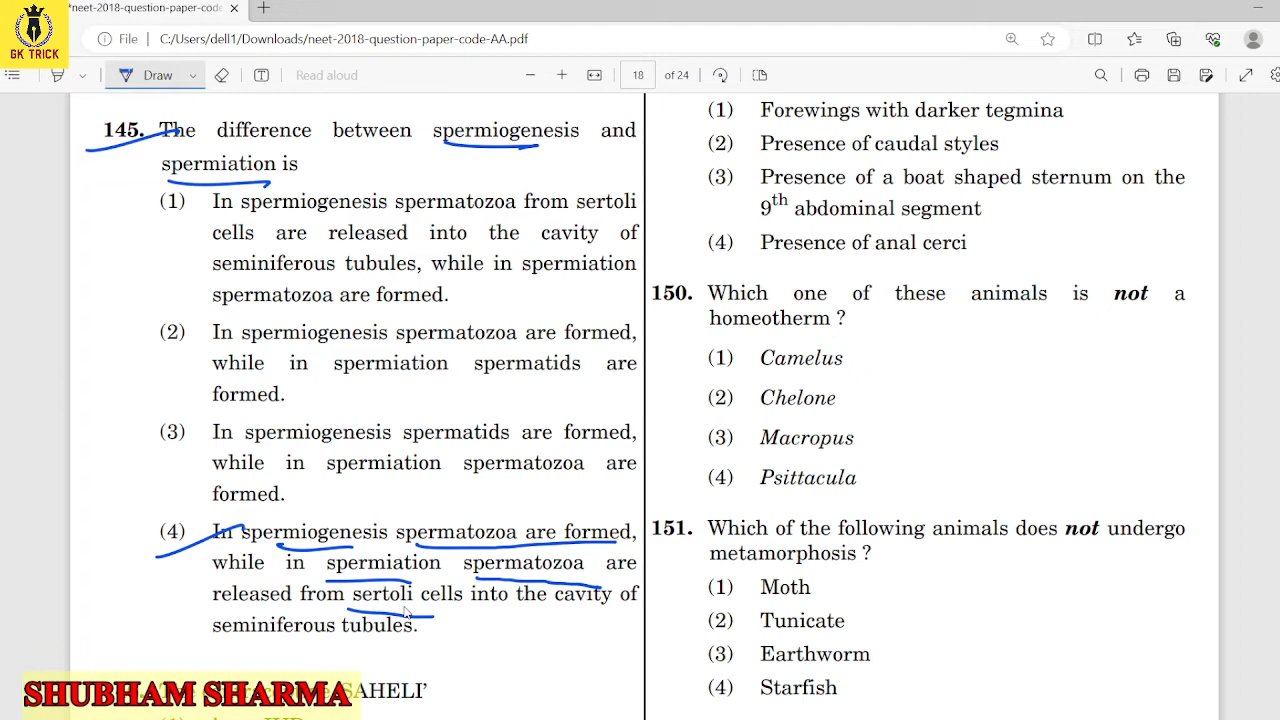 GK TRICK
*neet-2018-question-paper-code
File C:/Users/dell1/Downloads/neet-2018-question-paper-code-AA.pdf
Draw
Read aloud
18 of 24
145. The difference between spermiogenesis and
spermiation is
(1) In spermiogenesis spermatozoa from sertoli
cells are released into the cavity of
seminiferous tubules, while in spermiation
spermatozoa are formed.
(2) In spermiogenesis spermatozoa are formed,
while in spermiation spermatids are
formed.
(3) In spermiogenesis spermatids are formed,
while in spermiation spermatozoa are
formed.
(4) In spermiogenesis spermatozoa are formed,
while in spermiation spermatozoa are
released from sertoli cells into the cavity of
seminiferous tubules.
SAHELI’
SHUBHAM SHARMA
(1) Forewings with darker tegmina
(2) Presence of caudal styles
(3) Presence of a boat shaped sternum on the
9th abdominal segment
(4) Presence of anal cerci
150. Which one of these animals is not a
homeotherm ?
(1) Camelus
(2) Chelone
(3) Macropus
(4) Psittacula
151. Which of the following animals does not undergo
metamorphosis ?
(1) Moth
(2) Tunicate
(3) Earthworm
(4) Starfish